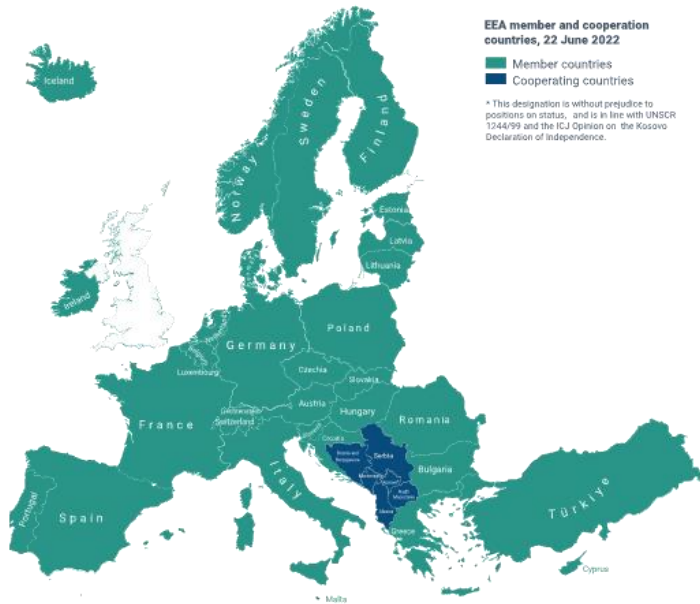 EEA member and cooperation
countries, 22 June 2022
Member countries
Cooperating countries
* This designation is without prejudice to
positions on status, and is in line with UNSCR
1244/99 and the ICJ Opinion on the Kosovo
Declaration of Independence.
Iceland
Sweden
Finland
Norway
Estonia
Latvia
Lithuania
Ireland
Poland
Germany
Luxembourg
Czechia
Slovakia
Austria
Hungary
Switzerland
France
Romania
Croatia
Serbia
Bulgaria
Italy
Portugal
Spain
Greece
Türkiye
Cyprus
Malta